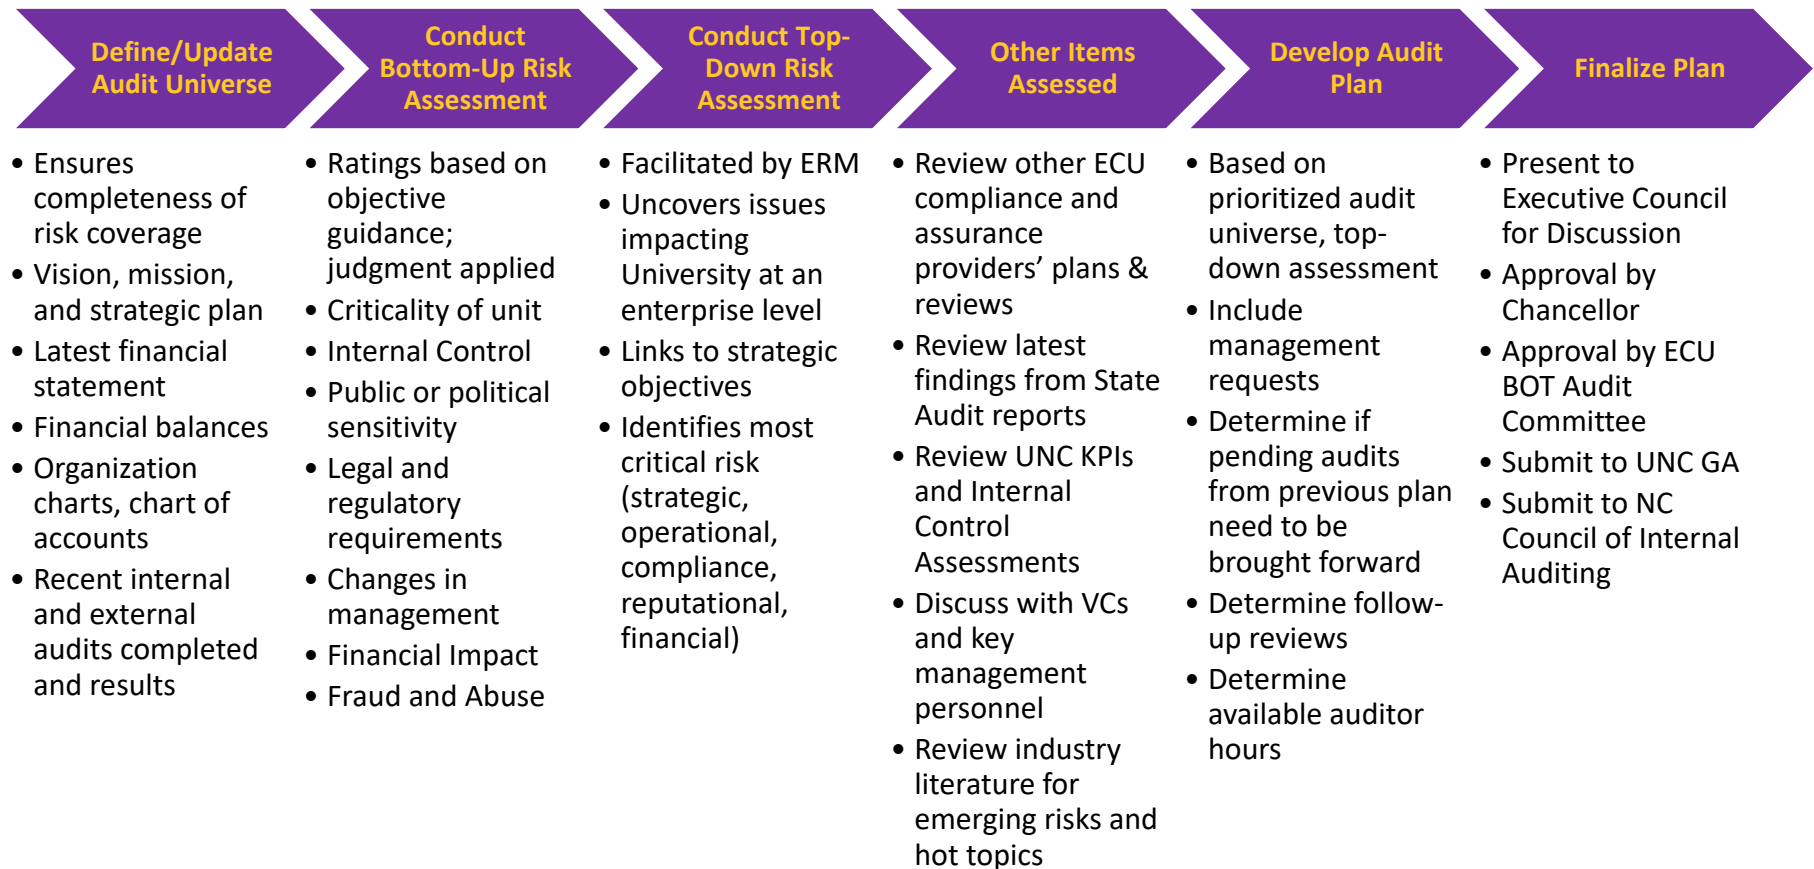 Define/Update
Audit Universe
• Ensures
completeness of
risk coverage
• Vision, mission,
and strategic plan
• Latest financial
statement
• Financial balances
• Organization
charts, chart of
accounts
• Recent internal
and external
audits completed
and results
Conduct
Bottom-Up Risk
Assessment
• Ratings based on
objective
guidance;
judgment applied
• Criticality of unit
• Internal Control
• Public or political
sensitivity
• Legal and
regulatory
requirements
• Changes in
management
• Financial Impact
• Fraud and Abuse
Conduct Top-
Down Risk
Assessment
• Facilitated by ERM
• Uncovers issues
impacting
University at an
enterprise level
• Links to strategic
objectives
• Identifies most
critical risk
(strategic,
operational,
compliance,
reputational,
financial)
Other Items
Assessed
• Review other ECU
compliance and
assurance
providers’ plans &
reviews
• Review latest
findings from State
Audit reports
• Review UNC KPIs
and Internal
Control
Assessments
• Discuss with VCs
and key
management
personnel
• Review industry
literature for
emerging risks and
hot topics
Develop Audit
Plan
• Based on
prioritized audit
universe, top-
down assessment
• Include
management
requests
• Determine if
pending audits
from previous plan
need to be
brought forward
• Determine follow-
up reviews
• Determine
available auditor
hours
Finalize Plan
• Present to
Executive Council
for Discussion
• Approval by
Chancellor
• Approval by ECU
BOT Audit
Committee
• Submit to UNC GA
• Submit to NC
Council of Internal
Auditing